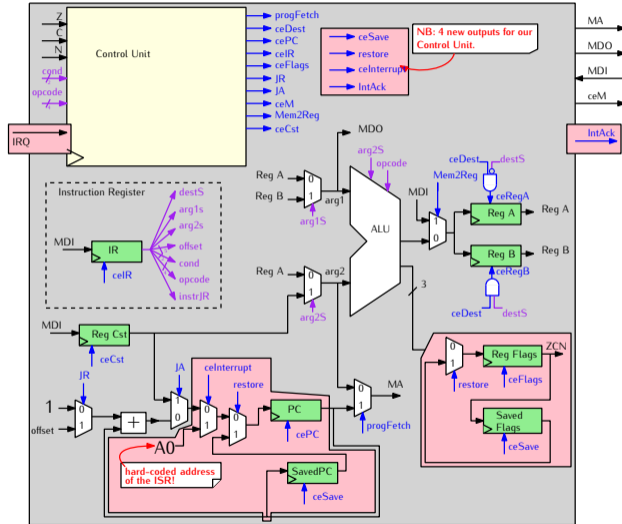 Z
C
N
cond
opcode
IRQ
Control Unit
progFetch
ceDest
cePC
ceIR
ceFlags
JR
JA
ceM
Mem2Reg
ceCst
ceSave
restore
ceInterrupt
IntAck
NB: 4 new outputs for our
Control Unit.
MA
MDO
MDI
ceM
IntAck
Instruction Register
MDI
IR
ceIR
destS
arg1s
arg2s
offset
cond
opcode
instrJR
MDO
Reg A
Reg B
0
1
arg1
arg1S
arg2S
opcode
ALU
MDI
Mem2Reg
1
0
ceDest
destS
ceRegA
Reg A
Reg A
Reg B
Reg B
ceRegB
ceDest
destS
Reg A
0
1
arg2
arg2S
3
MDI
Reg Cst
ceCst
JR
1
offset
0
1
+
JA
1
0
ceInterrupt
0
1
restore
0
1
PC
cePC
0
1
MA
progFetch
A0
hard-coded address
of the ISR!
SavedPC
ceSave
0
1
restore
Reg Flags
ZCN
ceFlags
Saved
Flags
ceSave